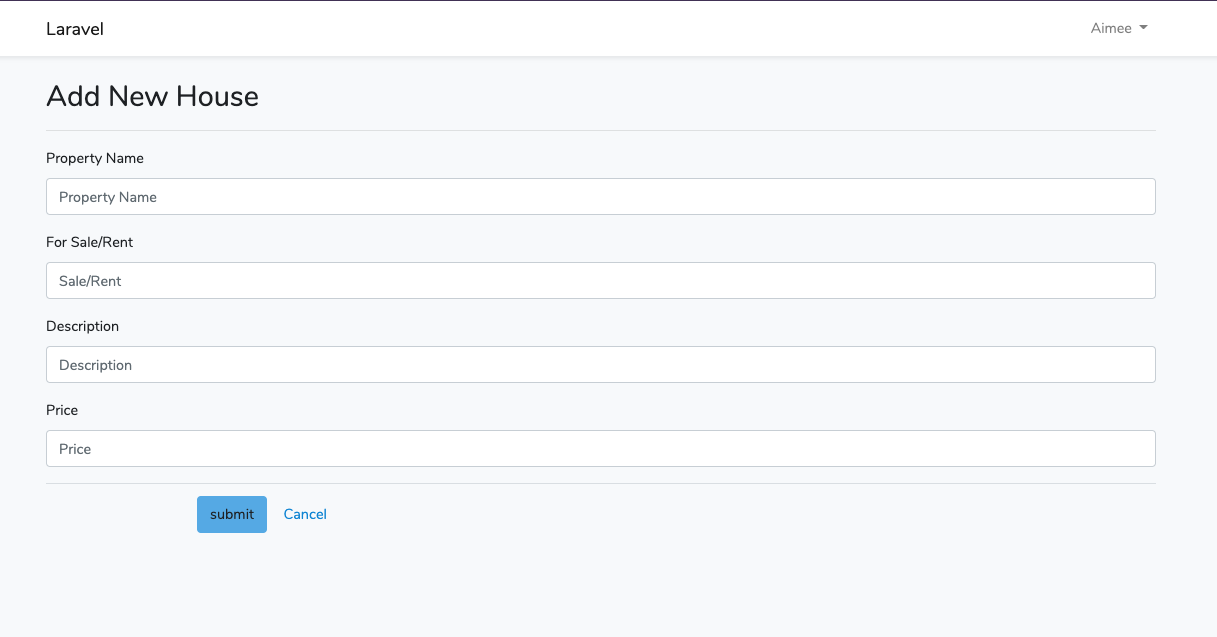 Laravel
Aimee
Add New House
Property Name
Property Name
For Sale/Rent
Sale/Rent
Description
Description
Price
Price
submit Cancel